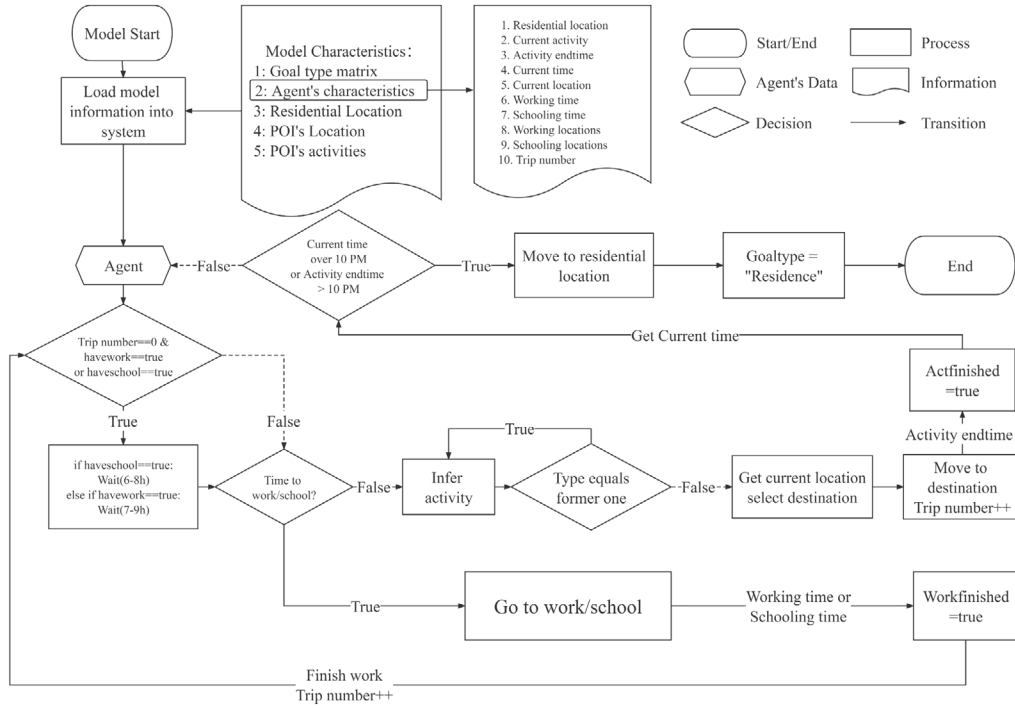 Model Start
Load model
information into
system
Model Characteristics:
1: Goal type matrix
2: Agent's characteristics
3: Residential Location
4: POI's Location
5: POI's activities
1. Residential location
2. Current activity
3. Activity endtime
4. Current time
5. Current location
6. Working time
7. Schooling time
8. Working locations
9. Schooling locations
10. Trip number
Start/End
Process
Agent's Data
Information
Decision
Transition
Agent
False
Current time
over 10 PM
or Activity endtime
> 10 PM
True
Move to residential
location
Goaltype =
"Residence"
End
Get Current time
Trip number==0 &
havework==true
or haveschool==true
True
False
Actfinished
=true
Activity endtime
if haveschool==true:
Wait(6-8h)
else if havework==true:
Wait(7-9h)
Time to
work/school?
False
Infer
activity
True
Type equals
former one
False
Get current location
select destination
Move to
destination
Trip number++
True
Go to work/school
Working time or
Schooling time
Workfinished
=true
Finish work
Trip number++